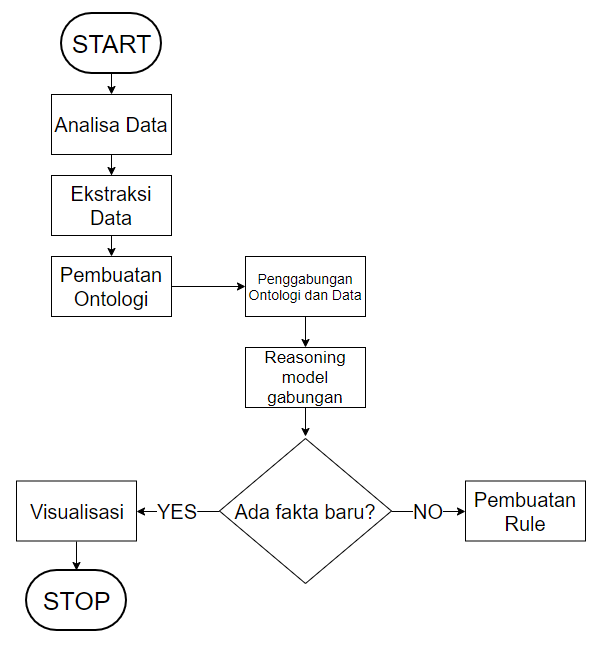 START
Analisa Data
Ekstraksi
Data
Pembuatan
Ontologi
Penggabungan
Ontologi dan Data
Reasoning
model
gabungan
Ada fakta baru?
YES
NO
Visualisasi
Pembuatan
Rule
STOP